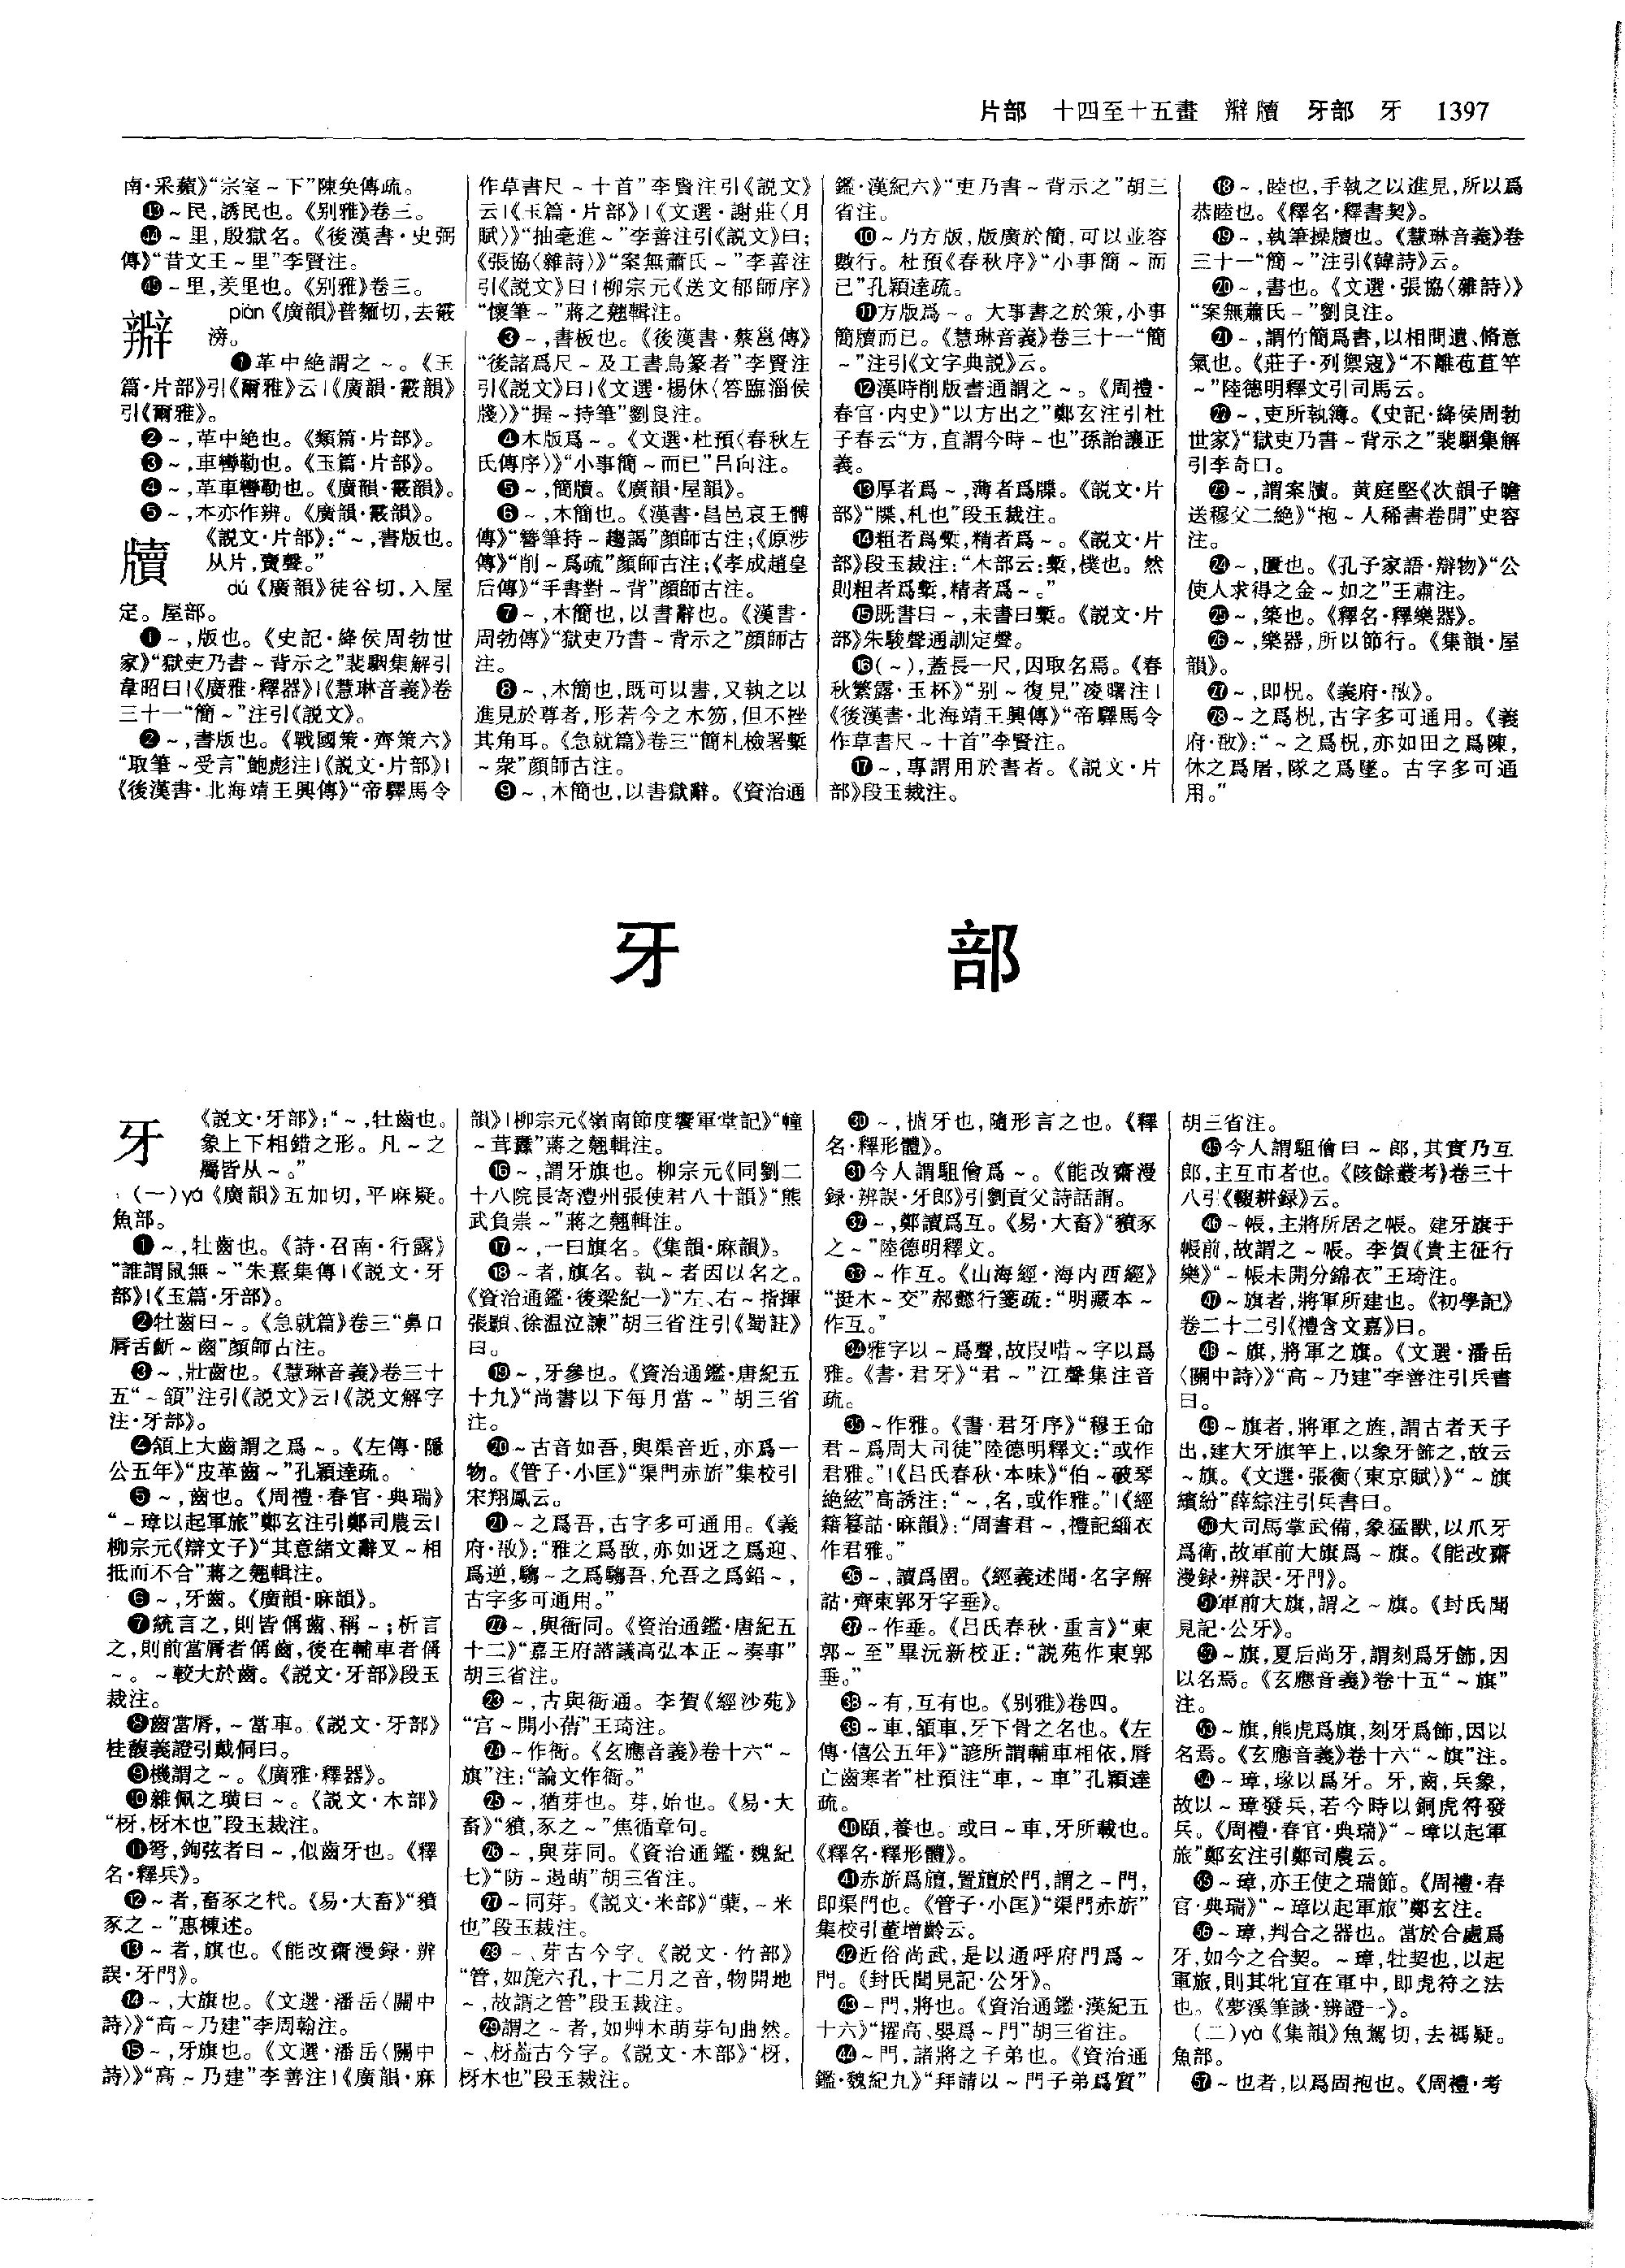 片部　十四至十五畫　辮牘　牙部　牙　1397
南·采蘋》“宗室～下”陳奂傳疏。
㊸～民,誘民也。《别雅》卷三。
㊹～里,殷獄名。《後漢書·史弼
傳》“昔文王～里”李賢注。
㊺～里,羑里也。《别雅》卷三。
piàn《廣韻》普麵切,去霰
滂。
❶革中絶謂之～。《玉
篇·片部》引《爾雅》云|《廣韻·霰韻》
引《爾雅》。
❷～,革中絶也。《類篇·片部》。
❸～,車轡勒也。《玉篇·片部》。
❹～,革車轡勒也。《廣韻·霰韻》。
❺～,本亦作辨。《廣韻·霰韻》。
牘
《説文·片部》:“～,書版也。
从片,賣聲。”
dú《廣韻》徒谷切,入屋
定。屋部。
❶～,版也。《史記·絳侯周勃世
家》“獄吏乃書～背示之”裴駰集解引
韋昭曰|《廣雅·釋器》|《慧琳音義》卷
三十一“簡～”注引《説文》。
❷～,書版也。《戰國策·齊策六》
“取筆～受言”鮑彪注|《説文·片部》|
《後漢書·北海靖王興傳》“帝驛馬令
作草書尺～十首”李賢注引《説文》
云|《玉篇·片部》|《文選·謝莊〈月
賦〉》“抽毫進～”李善注引《説文》曰;
《張協〈雜詩〉》“案無蕭氏～”李善注
引《説文》曰|柳宗元《送文郁師序》
“懷筆～”蔣之翹輯注。
❸～,書板也。《後漢書·蔡邕傳》
“後諸爲尺～及工書鳥篆者”李賢注
引《説文》曰|《文選·楊休〈答臨淄侯
牋〉》“握～持筆”劉良注。
❹木版爲～。《文選·杜預〈春秋左
氏傳序〉》“小事簡～而已”吕向注。
❺～,簡牘。《廣韻·屋韻》。
❻～,木簡也。《漢書·昌邑哀王髆
傳》“簪筆持～趨謁”顔師古注;《原涉
傳》“削～爲疏”顔師古注;《孝成趙皇
后傳》“手書對～背”顔師古注。
❼～,木簡也,以書辭也。《漢書·
周勃傳》“獄吏乃書～背示之”顔師古
注。
❽～,木簡也,既可以書,又執之以
進見於尊者,形若今之木笏,但不挫
其角耳。《急就篇》卷三“簡札檢署槧
～衆”顔師古注。
❾～,木簡也,以書獄辭。《資治通
鑑·漢紀六》“吏乃書～背示之”胡三
省注。
❿～乃方版,版廣於簡,可以並容
數行。杜預《春秋序》“小事簡～而
已”孔穎達疏。
⓫方版爲～。大事書之於策,小事
簡牘而已。《慧琳音義》卷三十一“簡
～”注引《文字典説》云。
⓬漢時削版書通謂之～。《周禮·
春官·内史》“以方出之”鄭玄注引杜
子春云“方,直謂今時～也”孫詒讓正
義。
⓭厚者爲～,薄者爲牒。《説文·片
部》“牒,札也”段玉裁注。
⓮粗者爲槧,精者爲～。《説文·片
部》段玉裁注:“木部云:槧,樸也。然
則粗者爲槧,精者爲～。”
⓯既書曰～,未書曰槧。《説文·片
部》朱駿聲通訓定聲。
⓰(～),蓋長一尺,因取名焉。《春
秋繁露·玉杯》“别～復見”凌曙注|
《後漢書·北海靖王興傳》“帝驛馬令
作草書尺～十首”李賢注。
⓱～,專謂用於書者。《説文·片
部》段玉裁注。
⓲～,睦也,手執之以進見,所以爲
恭睦也。《釋名·釋書契》。
⓳～,執筆操牘也。《慧琳音義》卷
三十一“簡～”注引《韓詩》云。
⓴～,書也。《文選·張協〈雜詩〉》
“案無蕭氏～”劉良注。
㉑～,謂竹簡爲書,以相問遺、脩意
氣也。《莊子·列禦寇》“不離苞苴竿
～”陸德明釋文引司馬云。
㉒～,吏所執簿。《史記·絳侯周勃
世家》“獄吏乃書～背示之”裴駰集解
引李奇曰。
㉓～,謂案牘。黄庭堅《次韻子瞻
送穆父二絶》“抱～人稀書卷開”史容
注。
㉔～,匵也。《孔子家語·辯物》“公
使人求得之金～如之”王肅注。
㉕～,築也。《釋名·釋樂器》。
㉖～,樂器,所以節行。《集韻·屋
韻》。
㉗～,即柷。《義府·敔》。
㉘～之爲柷,古字多可通用。《義
府·敔》:“～之爲柷,亦如田之爲陳,
休之爲屠,隊之爲墜。古字多可通
用。”
牙　部
牙
《説文·牙部》:“～,牡齒也。
象上下相錯之形。凡～之
屬皆从～。”
(一)yá《廣韻》五加切,平麻疑。
魚部。
❶～,牡齒也。《詩·召南·行露》
“誰謂鼠無～”朱熹集傳|《説文·牙
部》|《玉篇·牙部》。
❷牡齒曰～。《急就篇》卷三“鼻口
脣舌齗～齒”顔師古注。
❸～,壯齒也。《慧琳音義》卷三十
五“～頷”注引《説文》云|《説文解字
注·牙部》。
❹頷上大齒謂之爲～。《左傳·隱
公五年》“皮革齒～”孔穎達疏。
❺～,齒也。《周禮·春官·典瑞》
“～璋以起軍旅”鄭玄注引鄭司農云|
柳宗元《辯文子》“其意緒文辭叉～相
抵而不合”蔣之翹輯注。
❻～,牙齒。《廣韻·麻韻》。
❼統言之,則皆偁齒、稱～;析言
之,則前當脣者偁齒,後在輔車者偁
～。～較大於齒。《説文·牙部》段玉
裁注。
❽齒當脣,～當車。《説文·牙部》
桂馥義證引戴侗曰。
❾機謂之～。《廣雅·釋器》。
❿雜佩之璜曰～。《説文·木部》
“枒,枒木也”段玉裁注。
⓫弩,鉤弦者曰～,似齒牙也。《釋
名·釋兵》。
⓬～者,畜豕之杙。《易·大畜》“豶
豕之～”惠棟述。
⓭～者,旗也。《能改齋漫録·辨
誤·牙門》。
⓮～,大旗也。《文選·潘岳〈關中
詩〉》“高～乃建”李周翰注。
⓯～,牙旗也。《文選·潘岳〈關中
詩〉》“高～乃建”李善注|《廣韻·麻
韻》|柳宗元《嶺南節度饗軍堂記》“幢
～茸纛”蔣之翹輯注。
⓰～,謂牙旗也。柳宗元《同劉二
十八院長寄澧州張使君八十韻》“熊
武負崇～”蔣之翹輯注。
⓱～,一曰旗名。《集韻·麻韻》。
⓲～者,旗名。執～者因以名之。
《資治通鑑·後梁紀一》“左、右～指揮
張顥、徐温泣諫”胡三省注引《蜀註》
曰。
⓳～,牙參也。《資治通鑑·唐紀五
十九》“尚書以下每月當～”胡三省
注。
⓴～古音如吾,與渠音近,亦爲一
物。《管子·小匡》“渠門赤旂”集校引
宋翔鳳云。
㉑～之爲吾,古字多可通用。《義
府·敔》:“雅之爲敔,亦如迓之爲迎、
爲逆,騶～之爲騶吾,允吾之爲鉛～,
古字多可通用。”
㉒～,與衙同。《資治通鑑·唐紀五
十二》“嘉王府諮議高弘本正～奏事”
胡三省注。
㉓～,古與衙通。李賀《經沙苑》
“宫～開小蒨”王琦注。
㉔～作衙。《玄應音義》卷十六“～
旗”注:“論文作衙。”
㉕～,猶芽也。芽,始也。《易·大
畜》“豶,豕之～”焦循章句。
㉖～,與芽同。《資治通鑑·魏紀
七》“防～遏萌”胡三省注。
㉗～同芽。《説文·米部》“糱,～米
也”段玉裁注。
㉘～、芽古今字。《説文·竹部》
“管,如篪六孔,十二月之音,物開地
～,故謂之管”段玉裁注。
㉙謂之～者,如艸木萌芽句曲然。
～、枒葢古今字。《説文·木部》“枒,
枒木也”段玉裁注。
㉚～,樝牙也,隨形言之也。《釋
名·釋形體》。
㉛今人謂駔儈爲～。《能改齋漫
録·辨誤·牙郎》引劉貢父詩話謂。
㉜～,鄭讀爲互。《易·大畜》“豶豕
之～”陸德明釋文。
㉝～作互。《山海經·海内西經》
“挺木～交”郝懿行箋疏:“明藏本～
作互。”
㉞雅字以～爲聲,故叚𠷣～字以爲
雅。《書·君牙》“君～”江聲集注音
疏。
㉟～作雅。《書·君牙序》“穆王命
君～爲周大司徒”陸德明釋文:“或作
君雅。”|《吕氏春秋·本味》“伯～破琴
絶絃”高誘注:“～,名,或作雅。”|《經
籍籑詁·麻韻》:“周書君～,禮記緇衣
作君雅。”
㊱～,讀爲圄。《經義述聞·名字解
詁·齊東郭牙字垂》。
㊲～作垂。《吕氏春秋·重言》“東
郭～至”畢沅新校正:“説苑作東郭
垂。”
㊳～有,互有也。《别雅》卷四。
㊴～車,頷車,牙下骨之名也。《左
傳·僖公五年》“諺所謂輔車相依,脣
亡齒寒者”杜預注“車,～車”孔穎達
疏。
㊵頤,養也。或曰～車,牙所載也。
《釋名·釋形體》。
㊶赤旂爲旜,置旜於門,謂之～門,
即渠門也。《管子·小匡》“渠門赤旂”
集校引董增齡云。
㊷近俗尚武,是以通呼府門爲～
門。《封氏聞見記·公牙》。
㊸～門,將也。《資治通鑑·漢紀五
十六》“擢高、嬰爲～門”胡三省注。
㊹～門,諸將之子弟也。《資治通
鑑·魏紀九》“拜請以～門子弟爲質”
胡三省注。
㊺今人謂駔儈曰～郎,其實乃互
郎,主互市者也。《陔餘叢考》卷三十
八引《輟耕録》云。
㊻～帳,主將所居之帳。建牙旗于
帳前,故謂之～帳。李賀《貴主征行
樂》“～帳未開分錦衣”王琦注。
㊼～旗者,將軍所建也。《初學記》
卷二十二引《禮含文嘉》曰。
㊽～旗,將軍之旗。《文選·潘岳
〈關中詩〉》“高～乃建”李善注引兵書
曰。
㊾～旗者,將軍之旌,謂古者天子
出,建大牙旗竿上,以象牙飾之,故云
～旗。《文選·張衡〈東京賦〉》“～旗
繽紛”薛綜注引兵書曰。
㊿大司馬掌武備,象猛獸,以爪牙
爲衛,故軍前大旗爲～旗。《能改齋
漫録·辨誤·牙門》。
51軍前大旗,謂之～旗。《封氏聞
見記·公牙》。
52～旗,夏后尚牙,謂刻爲牙飾,因
以名焉。《玄應音義》卷十五“～旗”
注。
53～旗,熊虎爲旗,刻牙爲飾,因以
名焉。《玄應音義》卷十六“～旗”注。
54～璋,瑑以爲牙。牙,齒,兵象,
故以～璋發兵,若今時以銅虎符發
兵。《周禮·春官·典瑞》“～璋以起軍
旅”鄭玄注引鄭司農云。
55～璋,亦王使之瑞節。《周禮·春
官·典瑞》“～璋以起軍旅”鄭玄注。
56～璋,判合之器也。當於合處爲
牙,如今之合契。～璋,牡契也,以起
軍旅,則其牝宜在軍中,即虎符之法
也。《夢溪筆談·辨證一》。
(二)yà《集韻》魚駕切,去禡疑。
魚部。
57～也者,以爲固抱也。《周禮·考